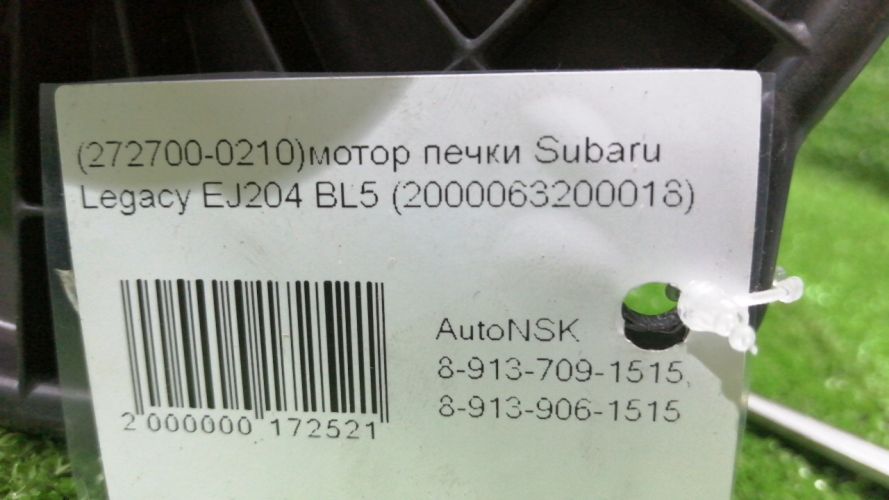 (272700-0210)мотор печки Subaru
Legacy EJ204 BL5 (2000063200018)
AutoNSK
8-913-709-1515,
8-913-906-1515
2 000000 172521